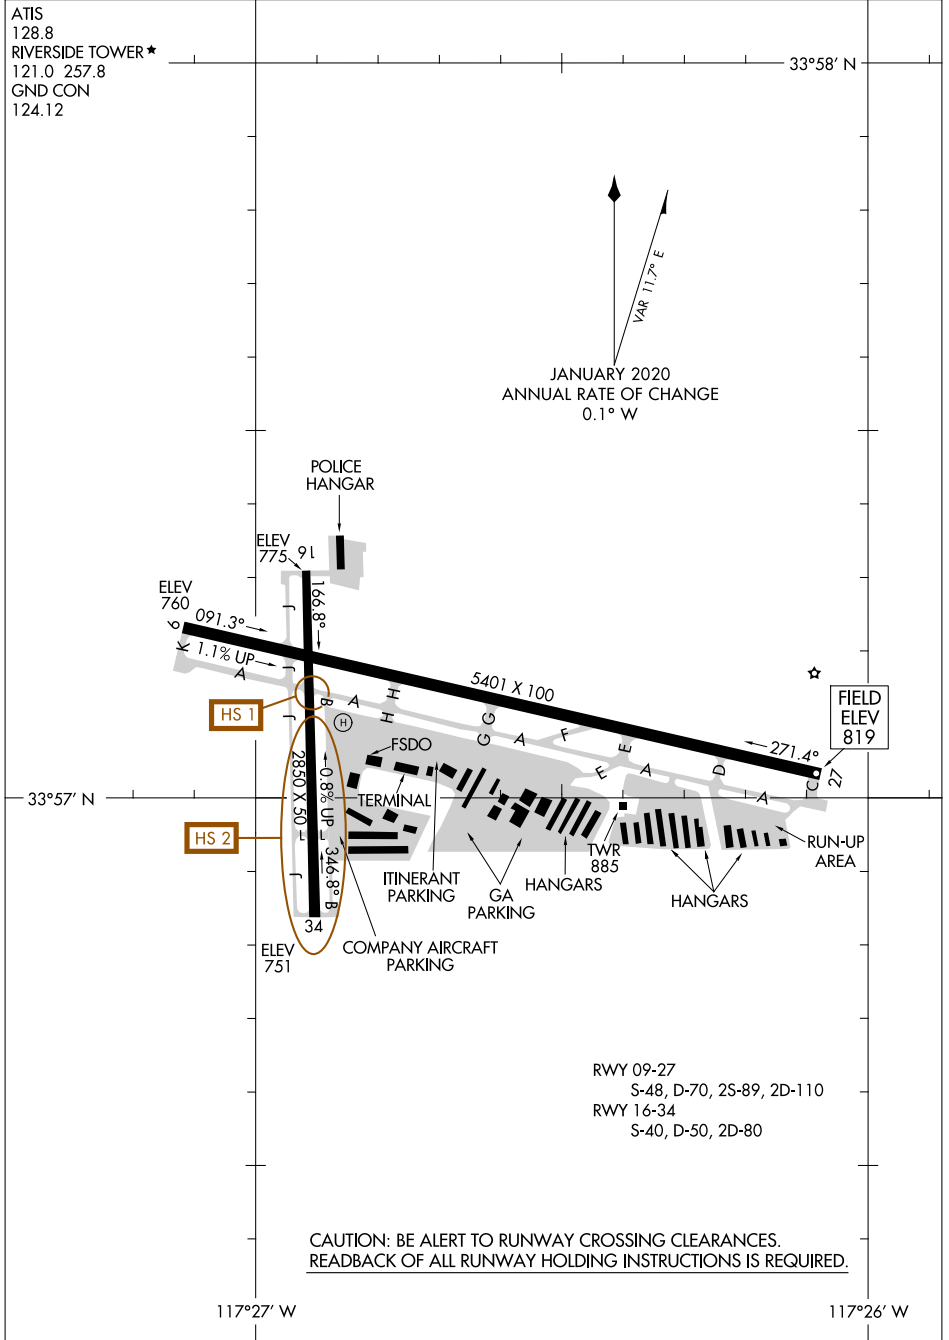 ATIS
128.8
RIVERSIDE TOWER★
121.0 257.8
GND CON
124.12
33°58' N
VAR 11.7° E
JANUARY 2020
ANNUAL RATE OF CHANGE
0.1° W
POLICE
HANGAR
ELEV
775
16
166.8°
ELEV
760
9
091.3°
1.1% UP
K
A
J
J
J
J
HS 1
B
A
H
H
H
5401 X 100
G
G
A
F
E
E
A
D
A
C
271.4°
27
FIELD
ELEV
819
FSDO
TERMINAL
33°57' N
HS 2
2850 X 50
0.8% UP
L
L
346.8°
B
34
ELEV
751
ITINERANT
PARKING
COMPANY AIRCRAFT
PARKING
GA
PARKING
HANGARS
TWR
885
HANGARS
RUN-UP
AREA
RWY 09-27
S-48, D-70, 2S-89, 2D-110
RWY 16-34
S-40, D-50, 2D-80
CAUTION: BE ALERT TO RUNWAY CROSSING CLEARANCES.
READBACK OF ALL RUNWAY HOLDING INSTRUCTIONS IS REQUIRED.
117°27' W
117°26' W